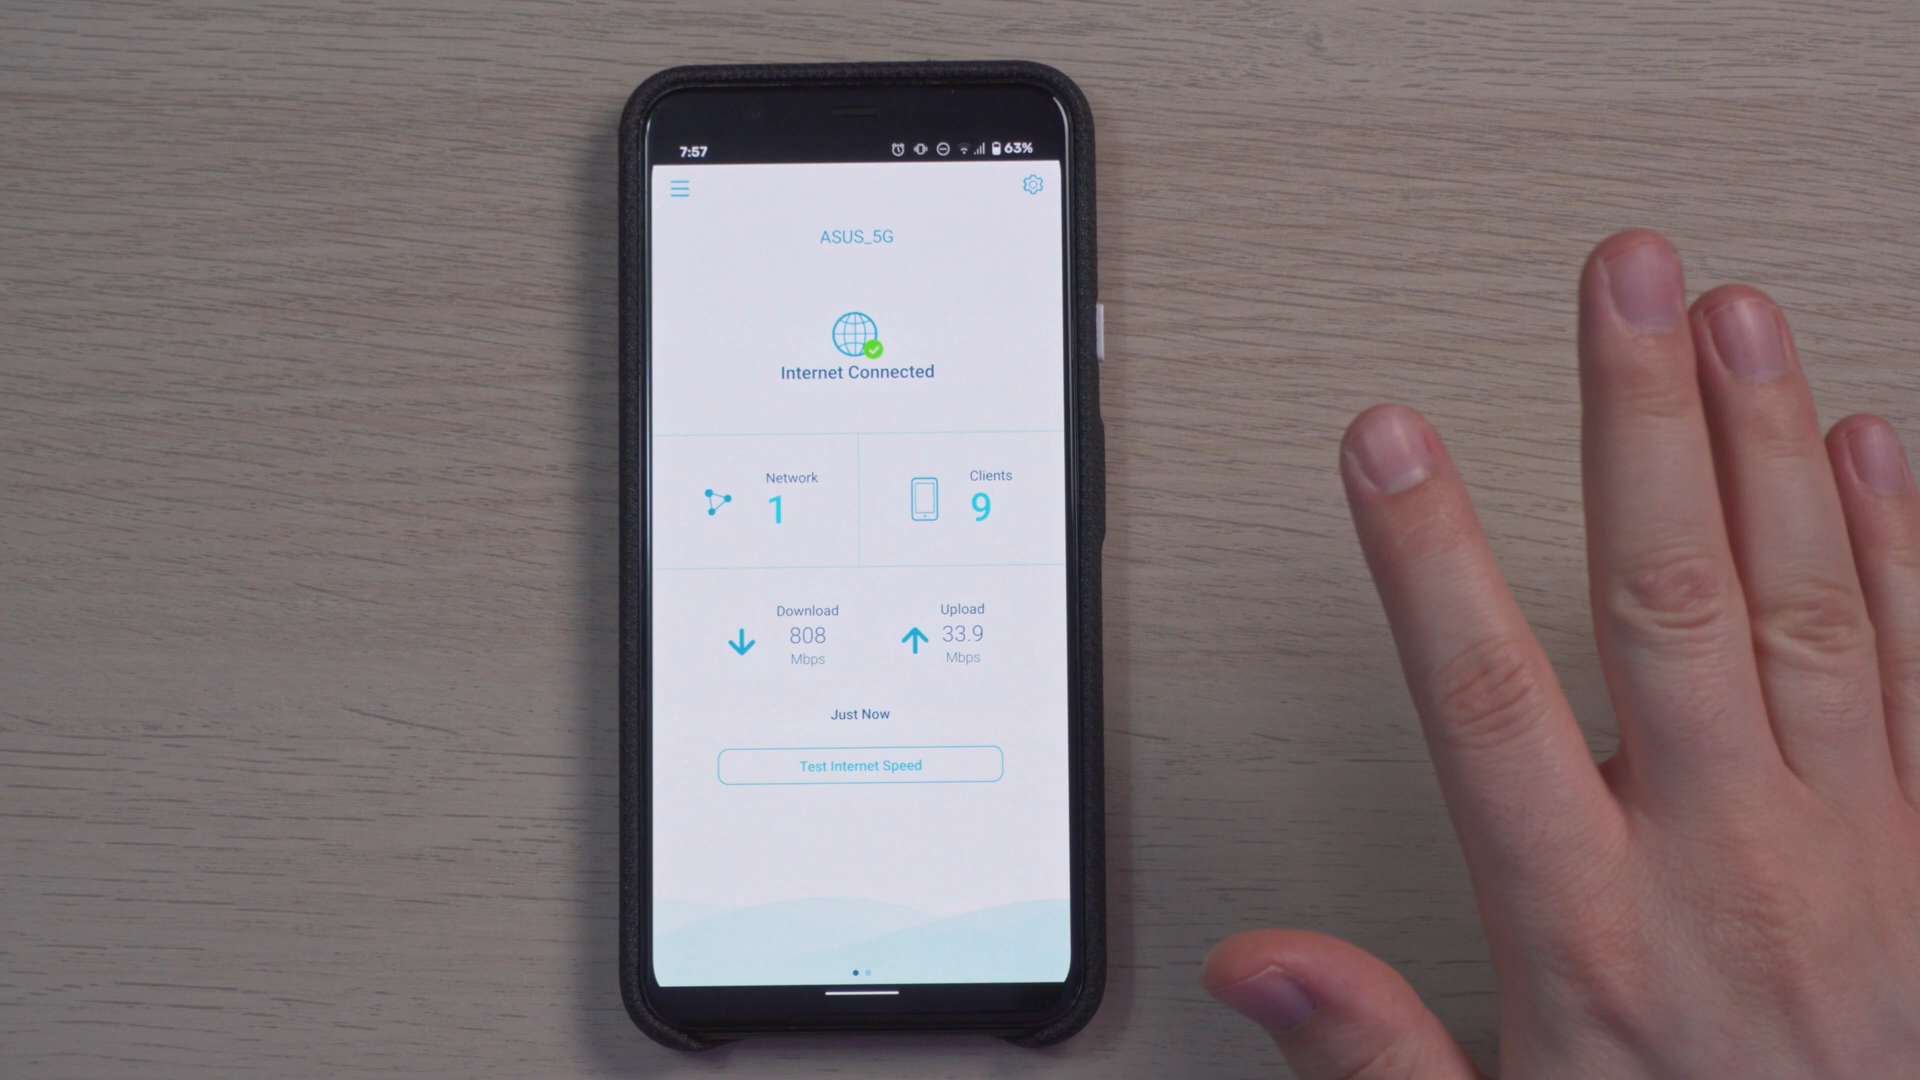 7:57
63%
ASUS_5G
Internet Connected
Network
1
Clients
9
Download
808
Mbps
Upload
33.9
Mbps
Just Now
Test Internet Speed